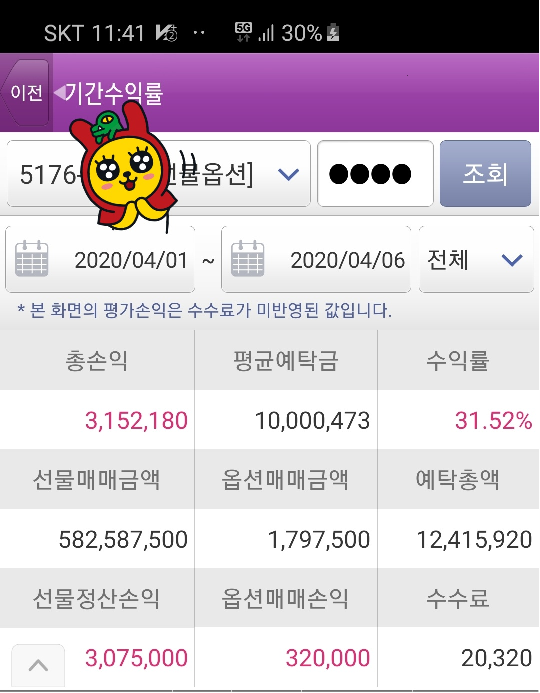 SKT 11:41 5G 30%
이전 기간수익률
5176- 선물옵션] ●●●● 조회
2020/04/01 ~ 2020/04/06 전체
* 본 화면의 평가손익은 수수료가 미반영된 값입니다.
총손익 평균예탁금 수익률
3,152,180 10,000,473 31.52%
선물매매금액 옵션매매금액 예탁총액
582,587,500 1,797,500 12,415,920
선물정산손익 옵션매매손익 수수료
3,075,000 320,000 20,320